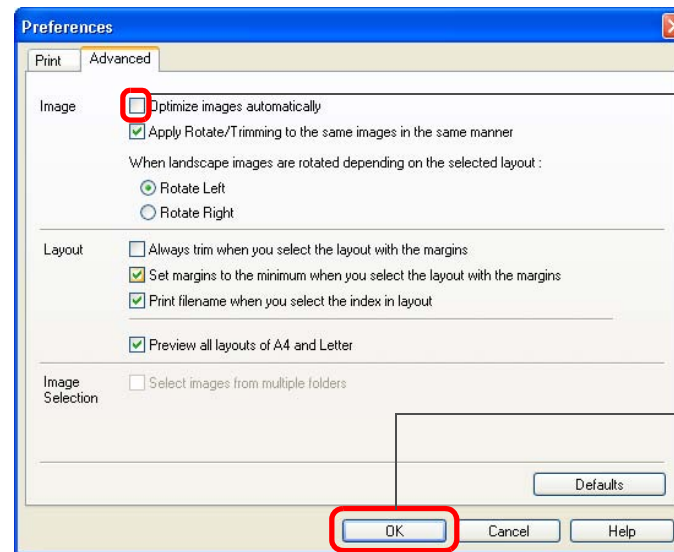 Preferences
Print Advanced
Image Optimize images automatically
Apply Rotate/Trimming to the same images in the same manner
When landscape images are rotated depending on the selected layout :
Rotate Left
Rotate Right
Layout Always trim when you select the layout with the margins
Set margins to the minimum when you select the layout with the margins
Print filename when you select the index in layout
Preview all layouts of A4 and Letter
Image Selection Select images from multiple folders
Defaults
OK Cancel Help